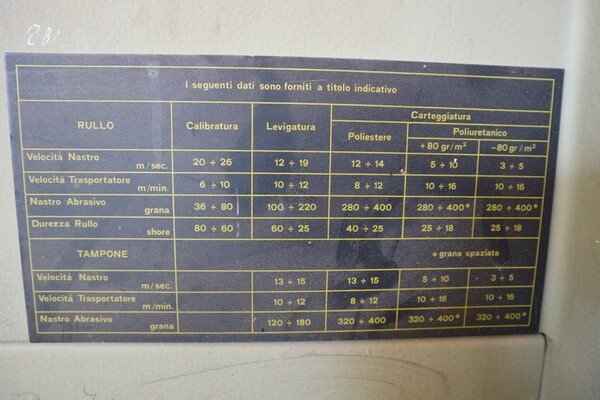 281
I seguenti dati sono forniti a titolo indicativo
RULLO Calibratura Levigatura Carteggiatura
Poliestere Poliuretanico
+80 gr/m² -80 gr/m²
Velocitá Nastro m/sec. 20 ÷ 26 12 ÷ 19 12 ÷ 14 5 ÷ 10 3 ÷ 5
Velocitá Trasportatore m/min. 6 ÷ 10 10 ÷ 12 8 ÷ 12 10 ÷ 16 10 ÷ 16
Nastro Abrasivo grana 36 ÷ 80 100 ÷ 220 280 ÷ 400 280 ÷ 400* 280 ÷ 400*
Durezza Rullo shore 80 ÷ 60 60 ÷ 25 40 ÷ 25 25 ÷ 18 25 ÷ 18
TAMPONE *grana spaziata
Velocitá Nastro m/sec. 13 ÷ 15 13 ÷ 15 5 ÷ 10 3 ÷ 5
Velocitá Trasportatore m/min. 10 ÷ 12 8 ÷ 12 10 ÷ 16 10 ÷ 16
Nastro Abrasivo grana 120 ÷ 180 320 ÷ 400 320 ÷ 400* 320 ÷ 400*